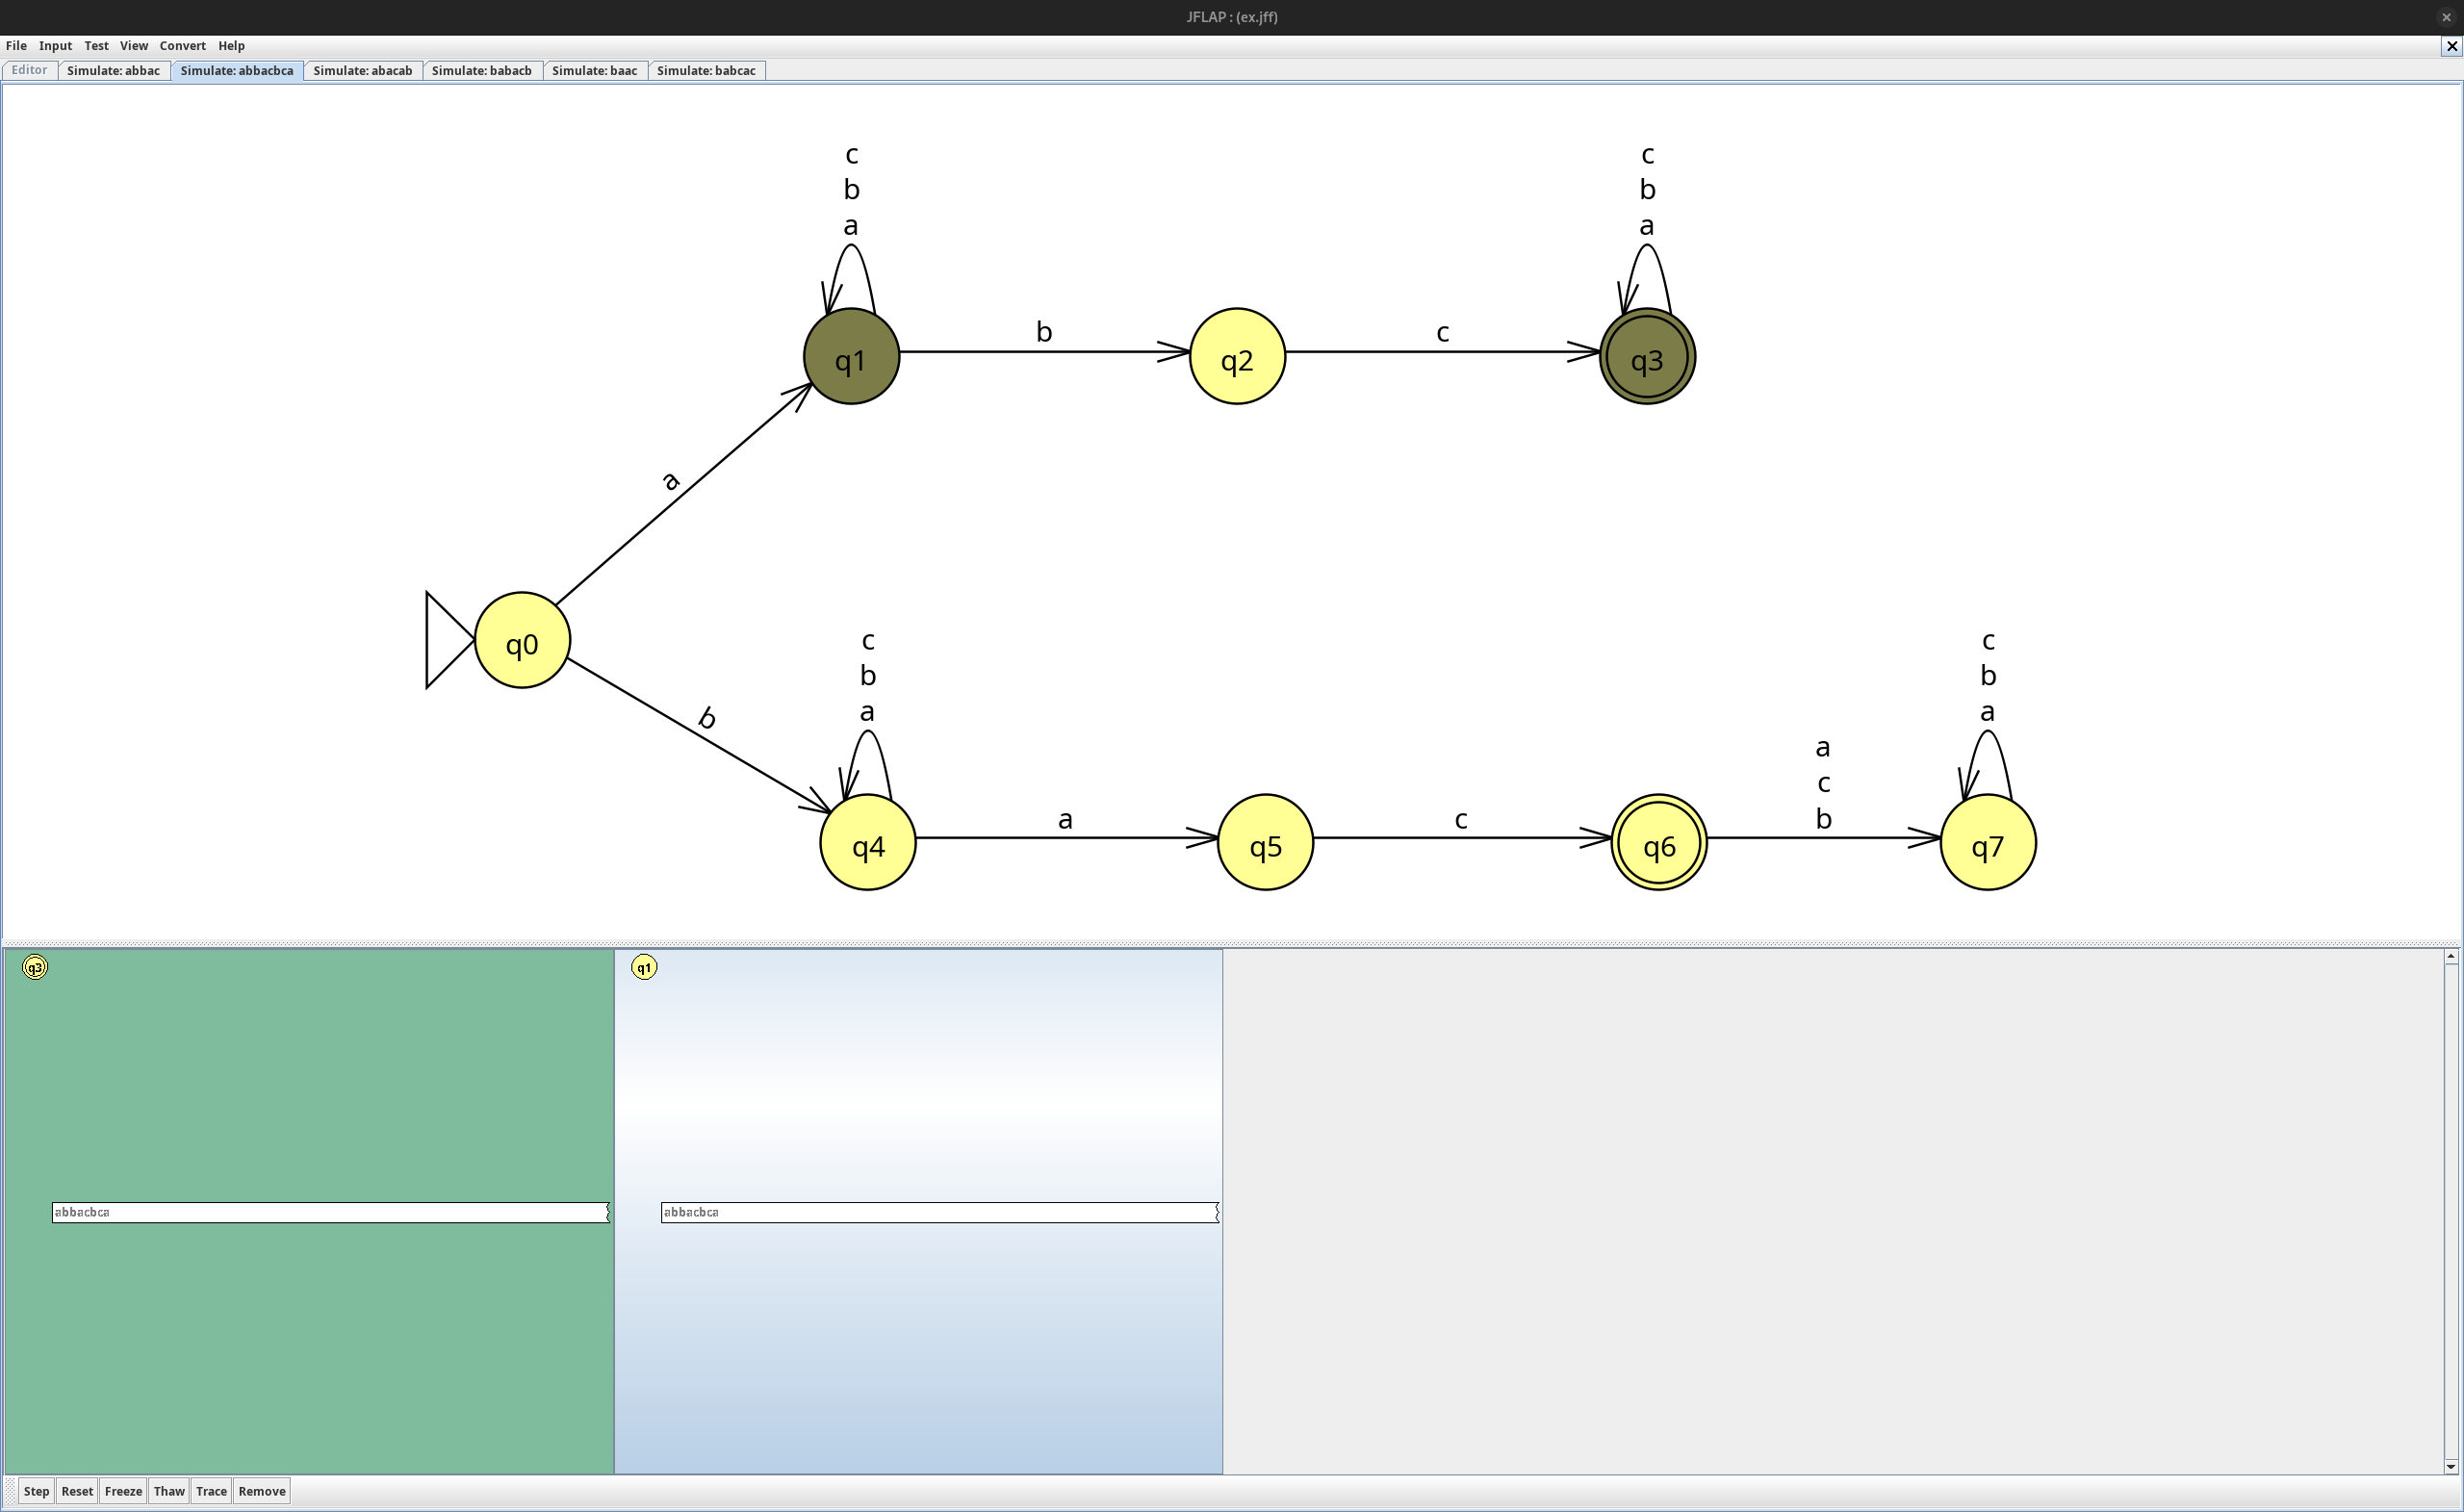 JFLAP : (ex.jff)
File Input Test View Convert Help
Editor Simulate: abbac Simulate: abbacbca Simulate: abacab Simulate: babacb Simulate: baac Simulate: babcac
c
b
a
c
b
a
q1
b
q2
c
q3
a
q0
b
c
b
a
c
b
a
q4
a
q5
c
q6
a
c
b
q7
q3
q1
abbacbca
abbacbca
Step Reset Freeze Thaw Trace Remove